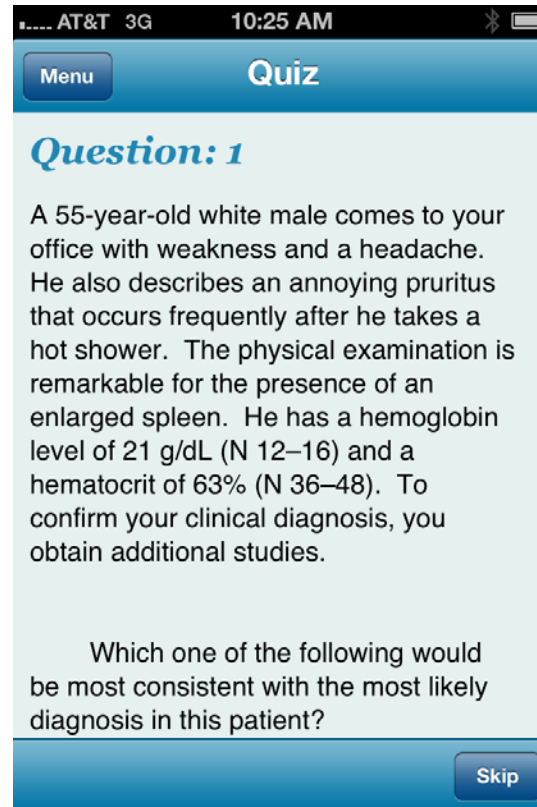 AT&T 3G 10:25 AM
Menu Quiz
Question: 1
A 55-year-old white male comes to your
office with weakness and a headache.
He also describes an annoying pruritus
that occurs frequently after he takes a
hot shower.  The physical examination is
remarkable for the presence of an
enlarged spleen.  He has a hemoglobin
level of 21 g/dL (N 12–16) and a
hematocrit of 63% (N 36–48).  To
confirm your clinical diagnosis, you
obtain additional studies.
Which one of the following would
be most consistent with the most likely
diagnosis in this patient?
Skip